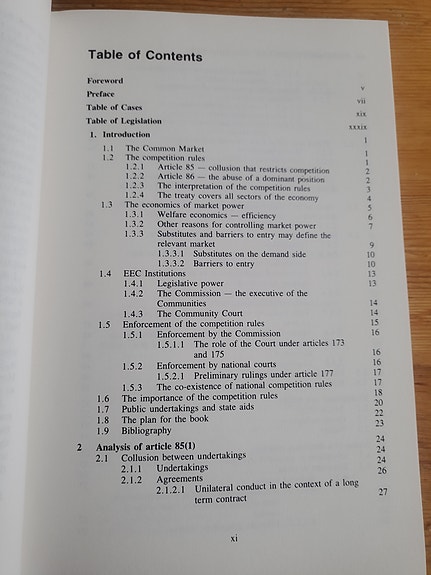 Table of Contents
Foreword v
Preface vii
Table of Cases xix
Table of Legislation xxxix
1. Introduction 1
1.1 The Common Market 1
1.2 The competition rules 1
1.2.1 Article 85 — collusion that restricts competition 2
1.2.2 Article 86 — the abuse of a dominant position 2
1.2.3 The interpretation of the competition rules 3
1.2.4 The treaty covers all sectors of the economy 4
1.3 The economics of market power 5
1.3.1 Welfare economics — efficiency 6
1.3.2 Other reasons for controlling market power 7
1.3.3 Substitutes and barriers to entry may define the
relevant market 9
1.3.3.1 Substitutes on the demand side 10
1.3.3.2 Barriers to entry 10
1.4 EEC Institutions 13
1.4.1 Legislative power 13
1.4.2 The Commission — the executive of the
Communities 14
1.4.3 The Community Court 14
1.5 Enforcement of the competition rules 15
1.5.1 Enforcement by the Commission 16
1.5.1.1 The role of the Court under articles 173
and 175 16
1.5.2 Enforcement by national courts 16
1.5.2.1 Preliminary rulings under article 177 17
1.5.3 The co-existence of national competition rules 17
1.6 The importance of the competition rules 18
1.7 Public undertakings and state aids 20
1.8 The plan for the book 22
1.9 Bibliography 23
2 Analysis of article 85(1) 24
2.1 Collusion between undertakings 24
2.1.1 Undertakings 24
2.1.2 Agreements 26
2.1.2.1 Unilateral conduct in the context of a long
term contract 27
xi